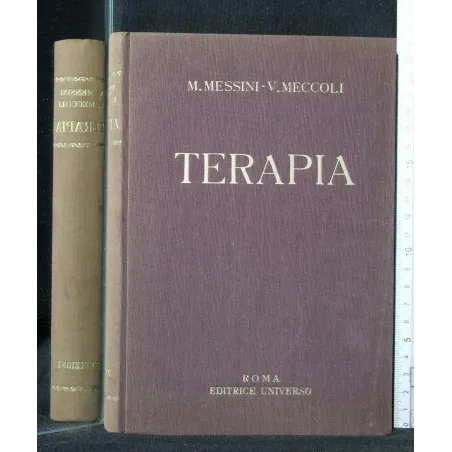 M. MESSINI - V. MECCOLI
TERAPIA
ROMA
EDITRICE UNIVERSO